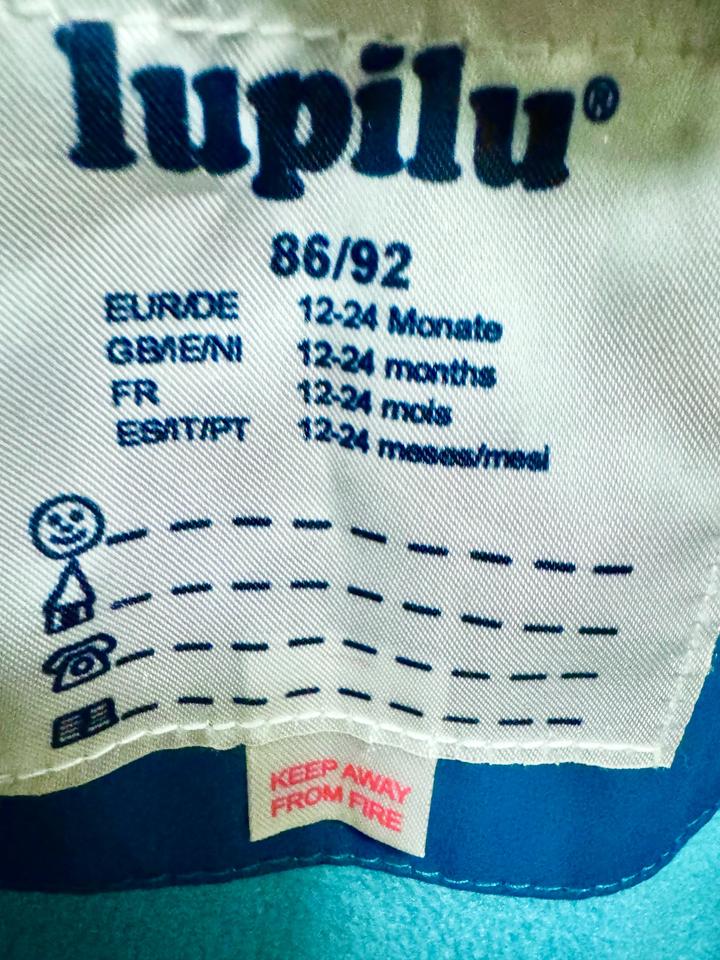 lupilu®
86/92
EUR/DE 12-24 Monate
GB/IE/NI 12-24 months
FR 12-24 mois
ES/IT/PT 12-24 meses/mesi
KEEP AWAY
FROM FIRE